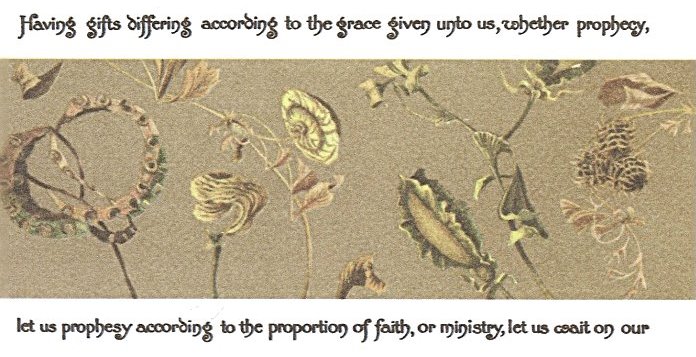 Having gifts differing according to the grace given unto us, whether prophecy,
let us prophesy according to the proportion of faith, or ministry, let us wait on our